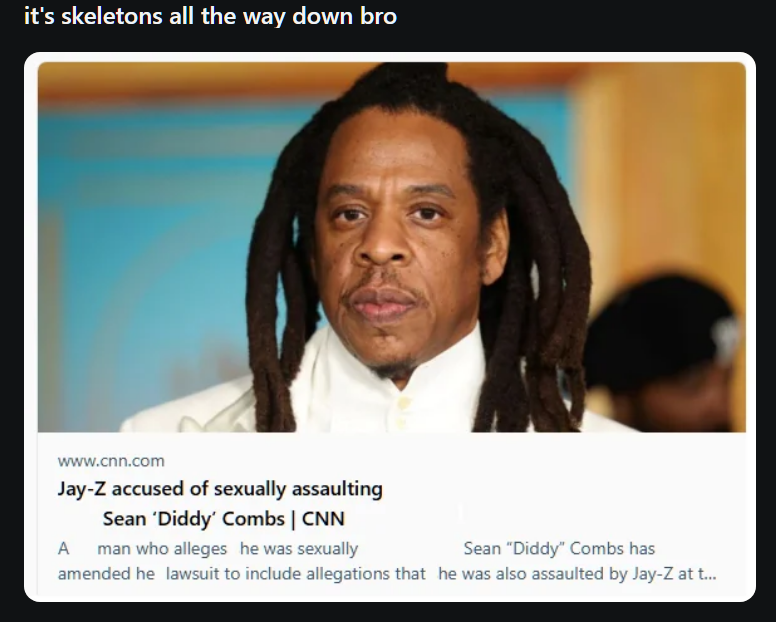 it's skeletons all the way down bro
www.cnn.com
Jay-Z accused of sexually assaulting
Sean ‘Diddy’ Combs | CNN
A man who alleges he was sexually Sean “Diddy” Combs has
amended he lawsuit to include allegations that he was also assaulted by Jay-Z at t...